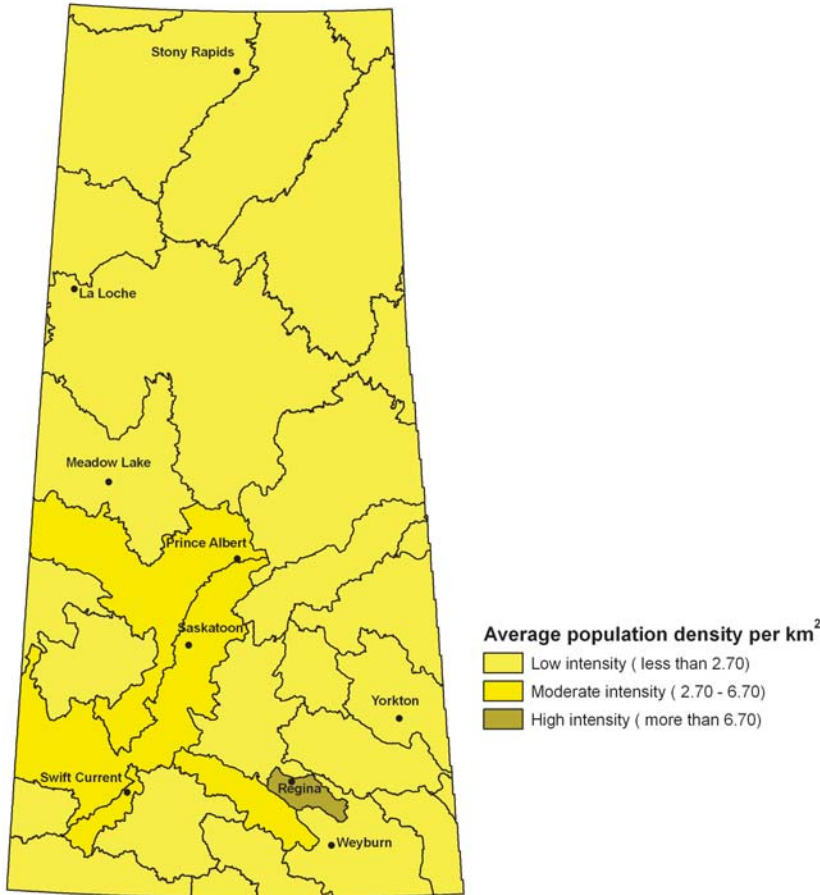 Stony Rapids
La Loche
Meadow Lake
Prince Albert
Saskatoon
Yorkton
Swift Current
Regina
Weyburn
Average population density per km²
Low intensity ( less than 2.70)
Moderate intensity ( 2.70 - 6.70)
High intensity ( more than 6.70)